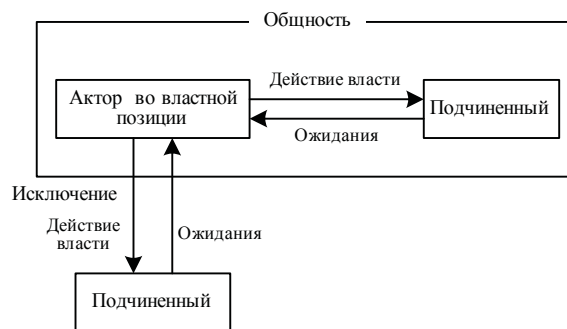 Общность
Действие власти
Актор во властной
позиции
Подчиненный
Ожидания
Исключение
Действие
власти
Ожидания
Подчиненный